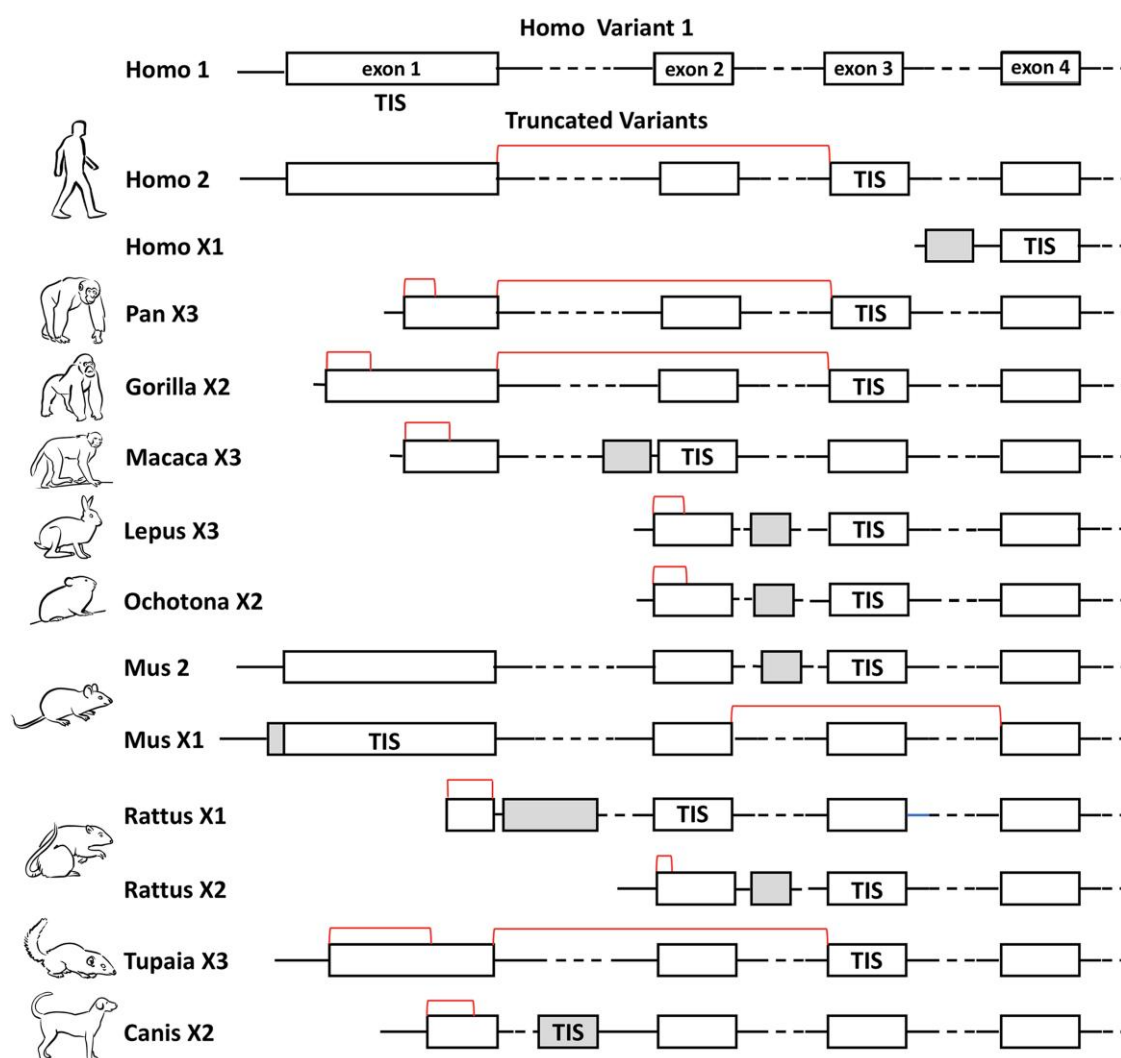 Homo Variant 1
Homo 1 exon 1 exon 2 exon 3 exon 4
TIS
Truncated Variants
Homo 2 TIS
Homo X1 TIS
Pan X3 TIS
Gorilla X2 TIS
Macaca X3 TIS
Lepus X3 TIS
Ochotona X2 TIS
Mus 2 TIS
Mus X1 TIS
Rattus X1 TIS
Rattus X2 TIS
Tupaia X3 TIS
Canis X2 TIS